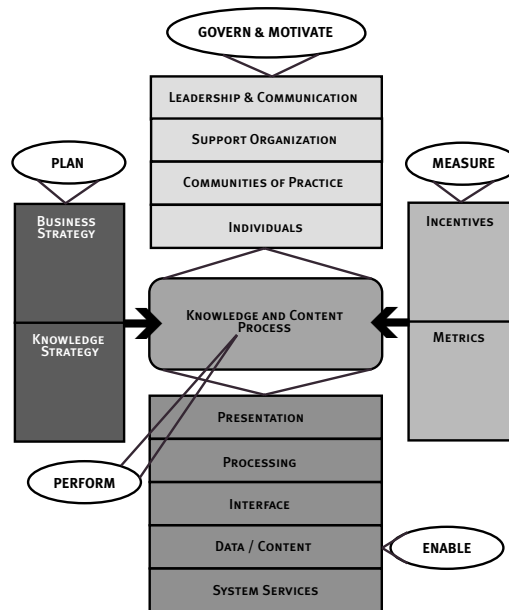 GOVERN & MOTIVATE
LEADERSHIP & COMMUNICATION
SUPPORT ORGANIZATION
COMMUNITIES OF PRACTICE
INDIVIDUALS
PLAN
BUSINESS
STRATEGY
KNOWLEDGE
STRATEGY
MEASURE
INCENTIVES
METRICS
KNOWLEDGE AND CONTENT
PROCESS
PERFORM
PRESENTATION
PROCESSING
INTERFACE
DATA / CONTENT
SYSTEM SERVICES
ENABLE